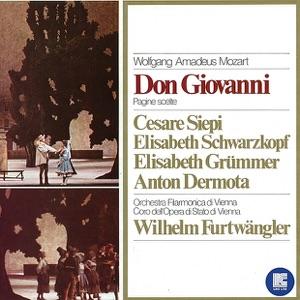 Wolfgang Amadeus Mozart
Don Giovanni
Pagine scelte
Cesare Siepi
Elisabeth Schwarzkopf
Elisabeth Grümmer
Anton Dermota
Orchestra Filarmonica di Vienna
Coro dell'Opera di Stato di Vienna
Wilhelm Furtwängler